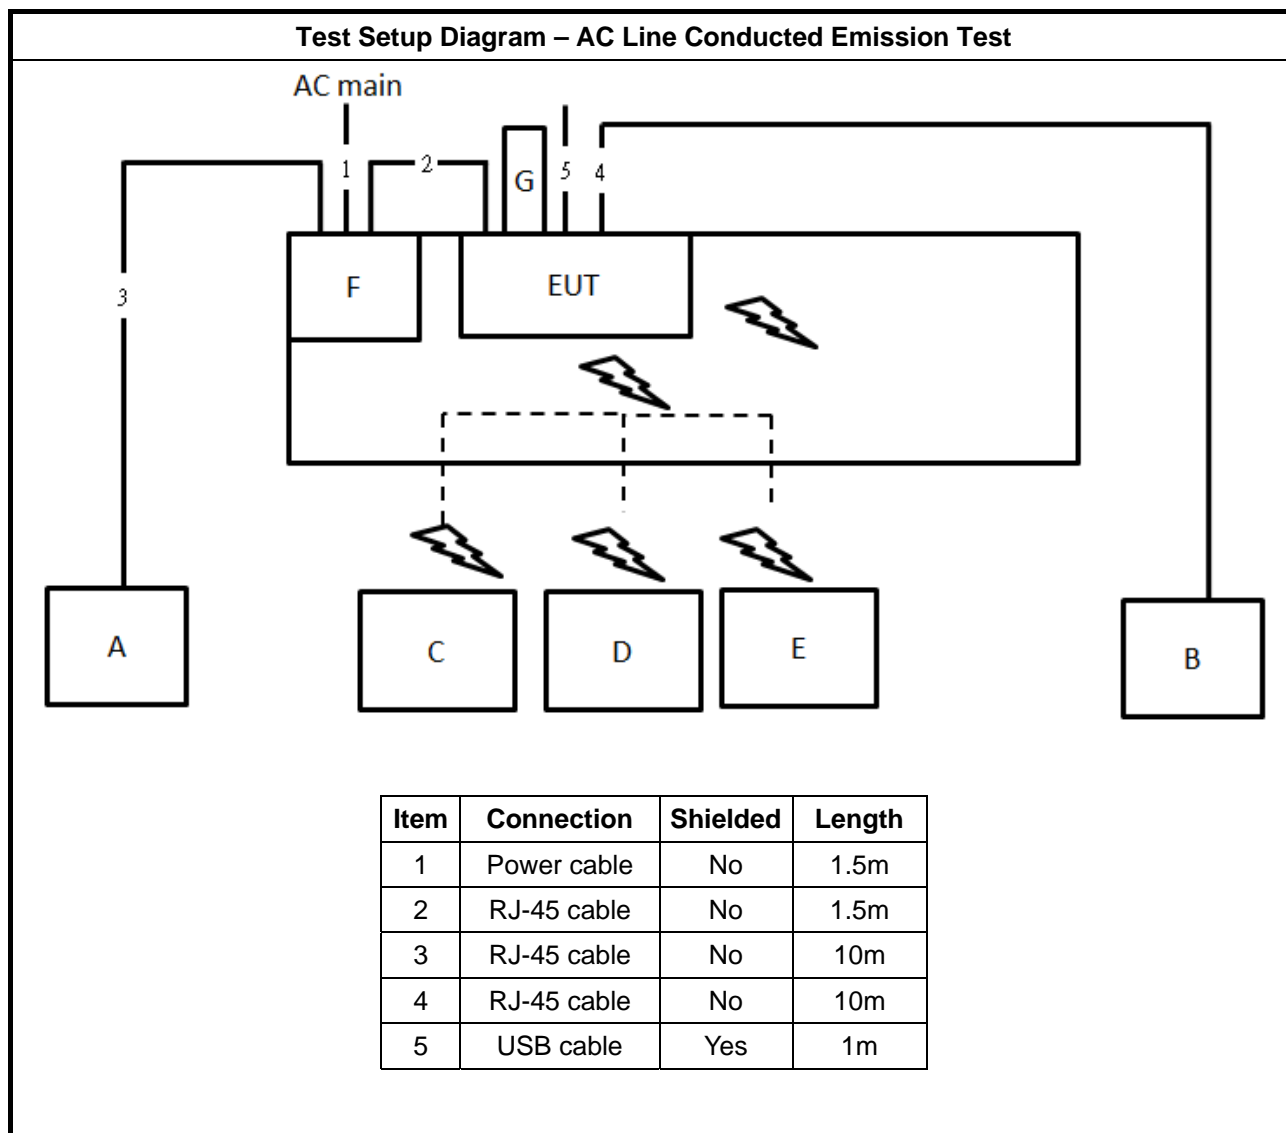 Test Setup Diagram – AC Line Conducted Emission Test
AC main
1
2
G
5
4
3
F
EUT
A
C
D
E
B
Item Connection Shielded Length
1 Power cable No 1.5m
2 RJ-45 cable No 1.5m
3 RJ-45 cable No 10m
4 RJ-45 cable No 10m
5 USB cable Yes 1m